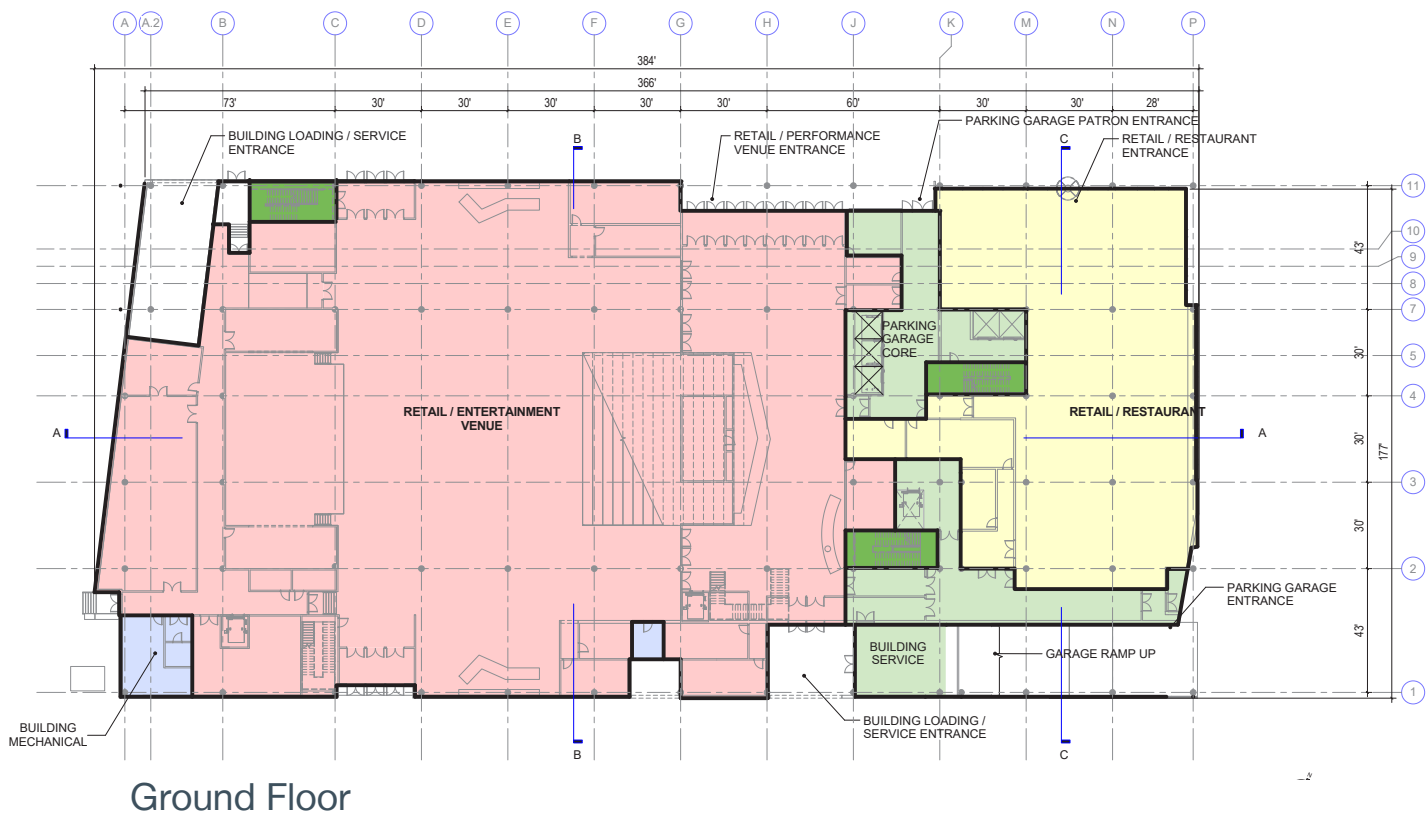 A
A.2
B
C
D
E
F
G
H
J
K
M
N
P
384'
366'
73'
30'
30'
30'
30'
30'
60'
30'
30'
28'
BUILDING LOADING / SERVICE
ENTRANCE
B
RETAIL / PERFORMANCE
VENUE ENTRANCE
PARKING GARAGE PATRON ENTRANCE
C
RETAIL / RESTAURANT
ENTRANCE
11
10
9
8
7
5
4
3
2
1
43'
30'
30'
30'
43'
177'
PARKING
GARAGE
CORE
RETAIL / ENTERTAINMENT
VENUE
RETAIL / RESTAURANT
A
A
PARKING GARAGE
ENTRANCE
BUILDING
SERVICE
GARAGE RAMP UP
BUILDING
MECHANICAL
BUILDING LOADING /
SERVICE ENTRANCE
B
C
Ground Floor